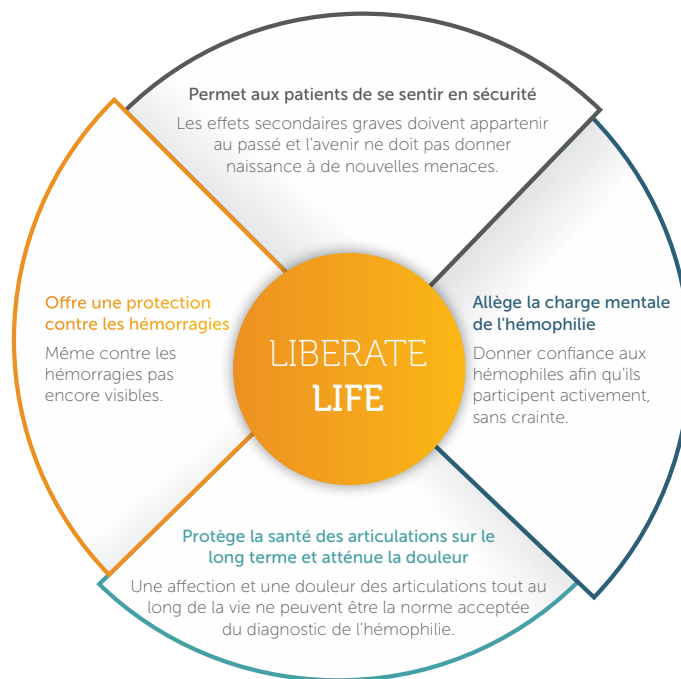 Permet aux patients de se sentir en sécurité
Les effets secondaires graves doivent appartenir
au passé et l'avenir ne doit pas donner
naissance à de nouvelles menaces.
Offre une protection
contre les hémorragies
Même contre les
hémorragies pas
encore visibles.
LIBERATE
LIFE
Allège la charge mentale
de l'hémophilie
Donner confiance aux
hémophiles afin qu'ils
participent activement,
sans crainte.
Protège la santé des articulations sur le
long terme et atténue la douleur
Une affection et une douleur des articulations tout au
long de la vie ne peuvent être la norme acceptée
du diagnostic de l'hémophilie.